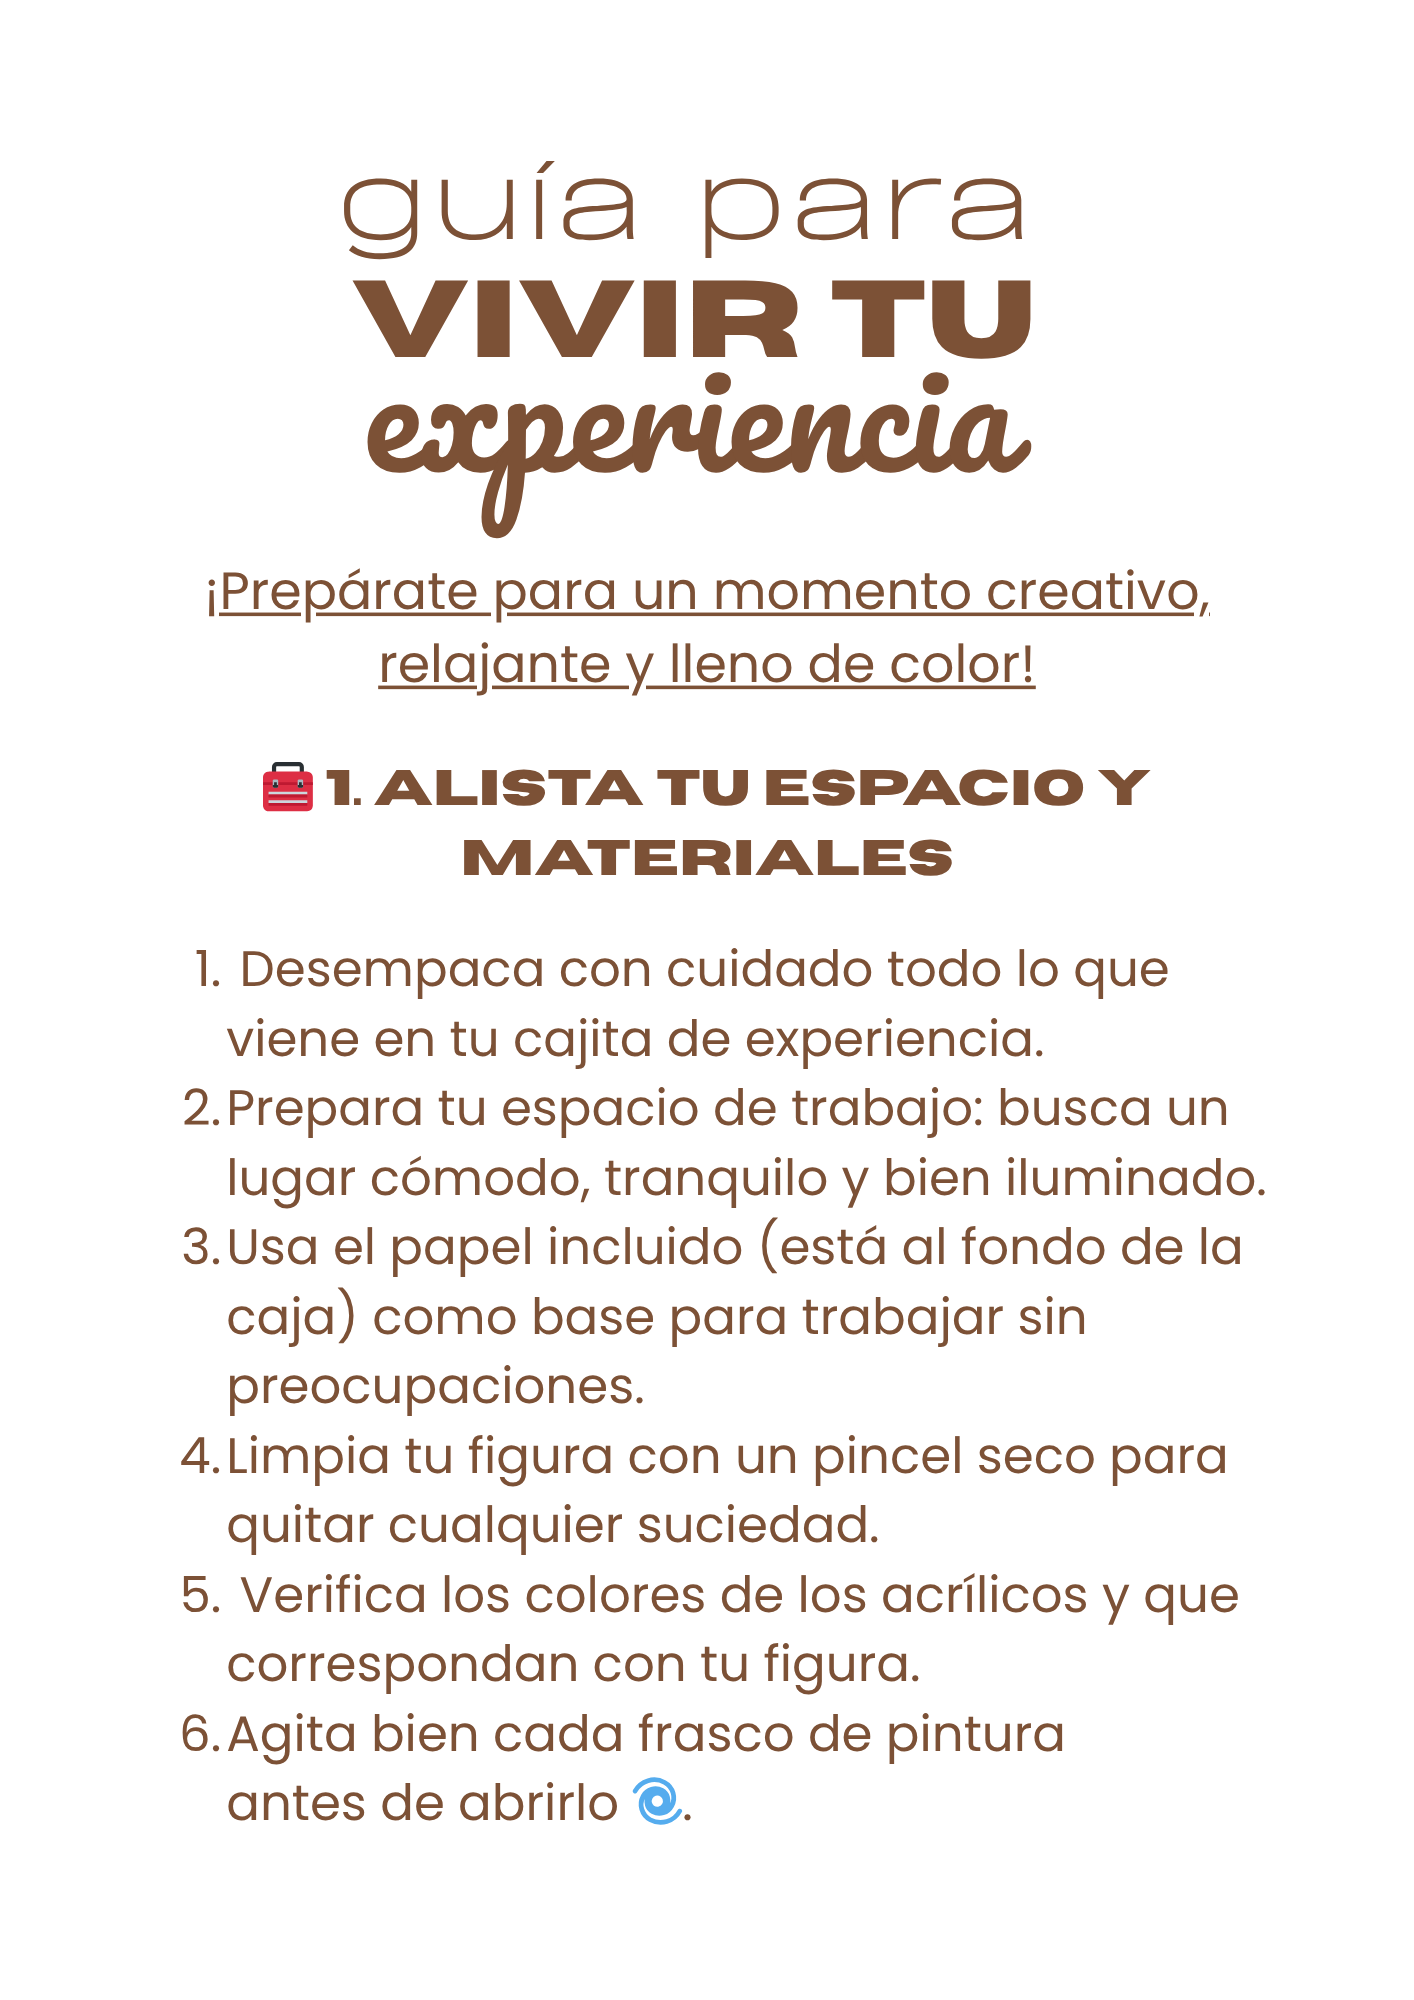 guía para
VIVIR TU
experiencia
¡Prepárate para un momento creativo,
relajante y lleno de color!
🧰 1. ALISTA TU ESPACIO Y
MATERIALES
1. Desempaca con cuidado todo lo que
viene en tu cajita de experiencia.
2. Prepara tu espacio de trabajo: busca un
lugar cómodo, tranquilo y bien iluminado.
3. Usa el papel incluido (está al fondo de la
caja) como base para trabajar sin
preocupaciones.
4. Limpia tu figura con un pincel seco para
quitar cualquier suciedad.
5. Verifica los colores de los acrílicos y que
correspondan con tu figura.
6. Agita bien cada frasco de pintura
antes de abrirlo 🌀.